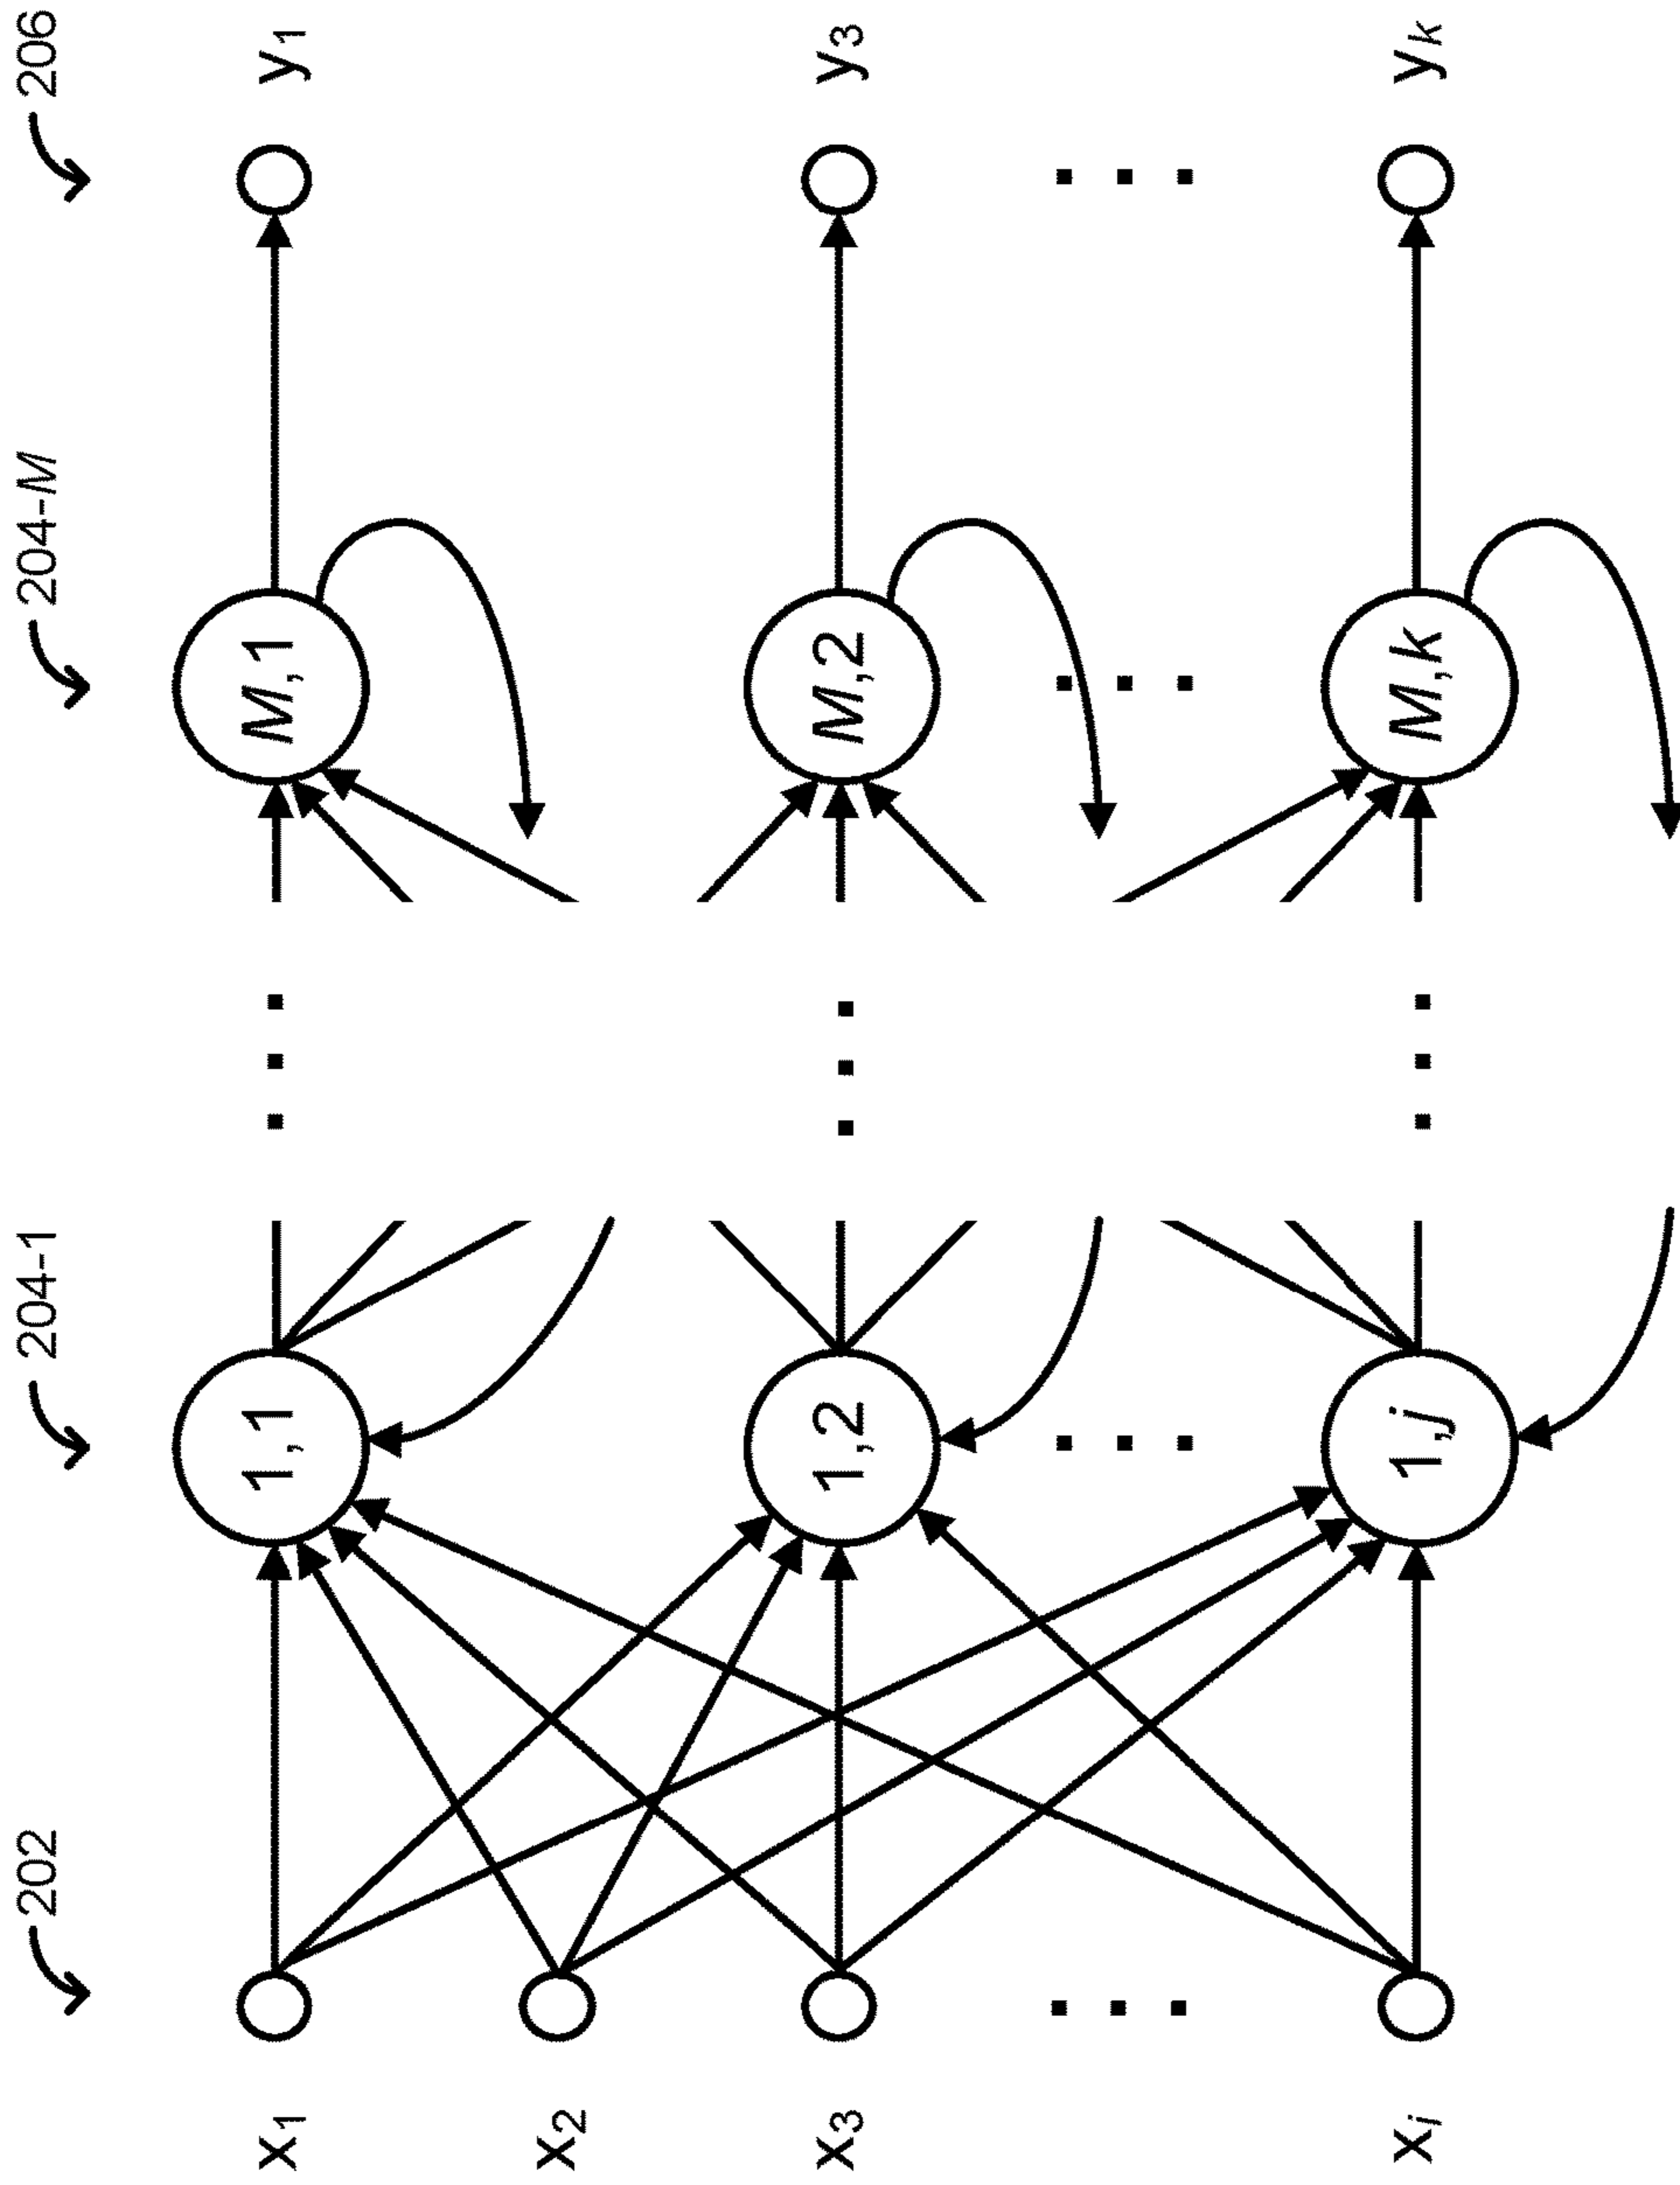 202 204-1 204-M 206
x1 1,1 M,1 y1
x2
x3 1,2 M,2 y3
xi 1,j M,k yk